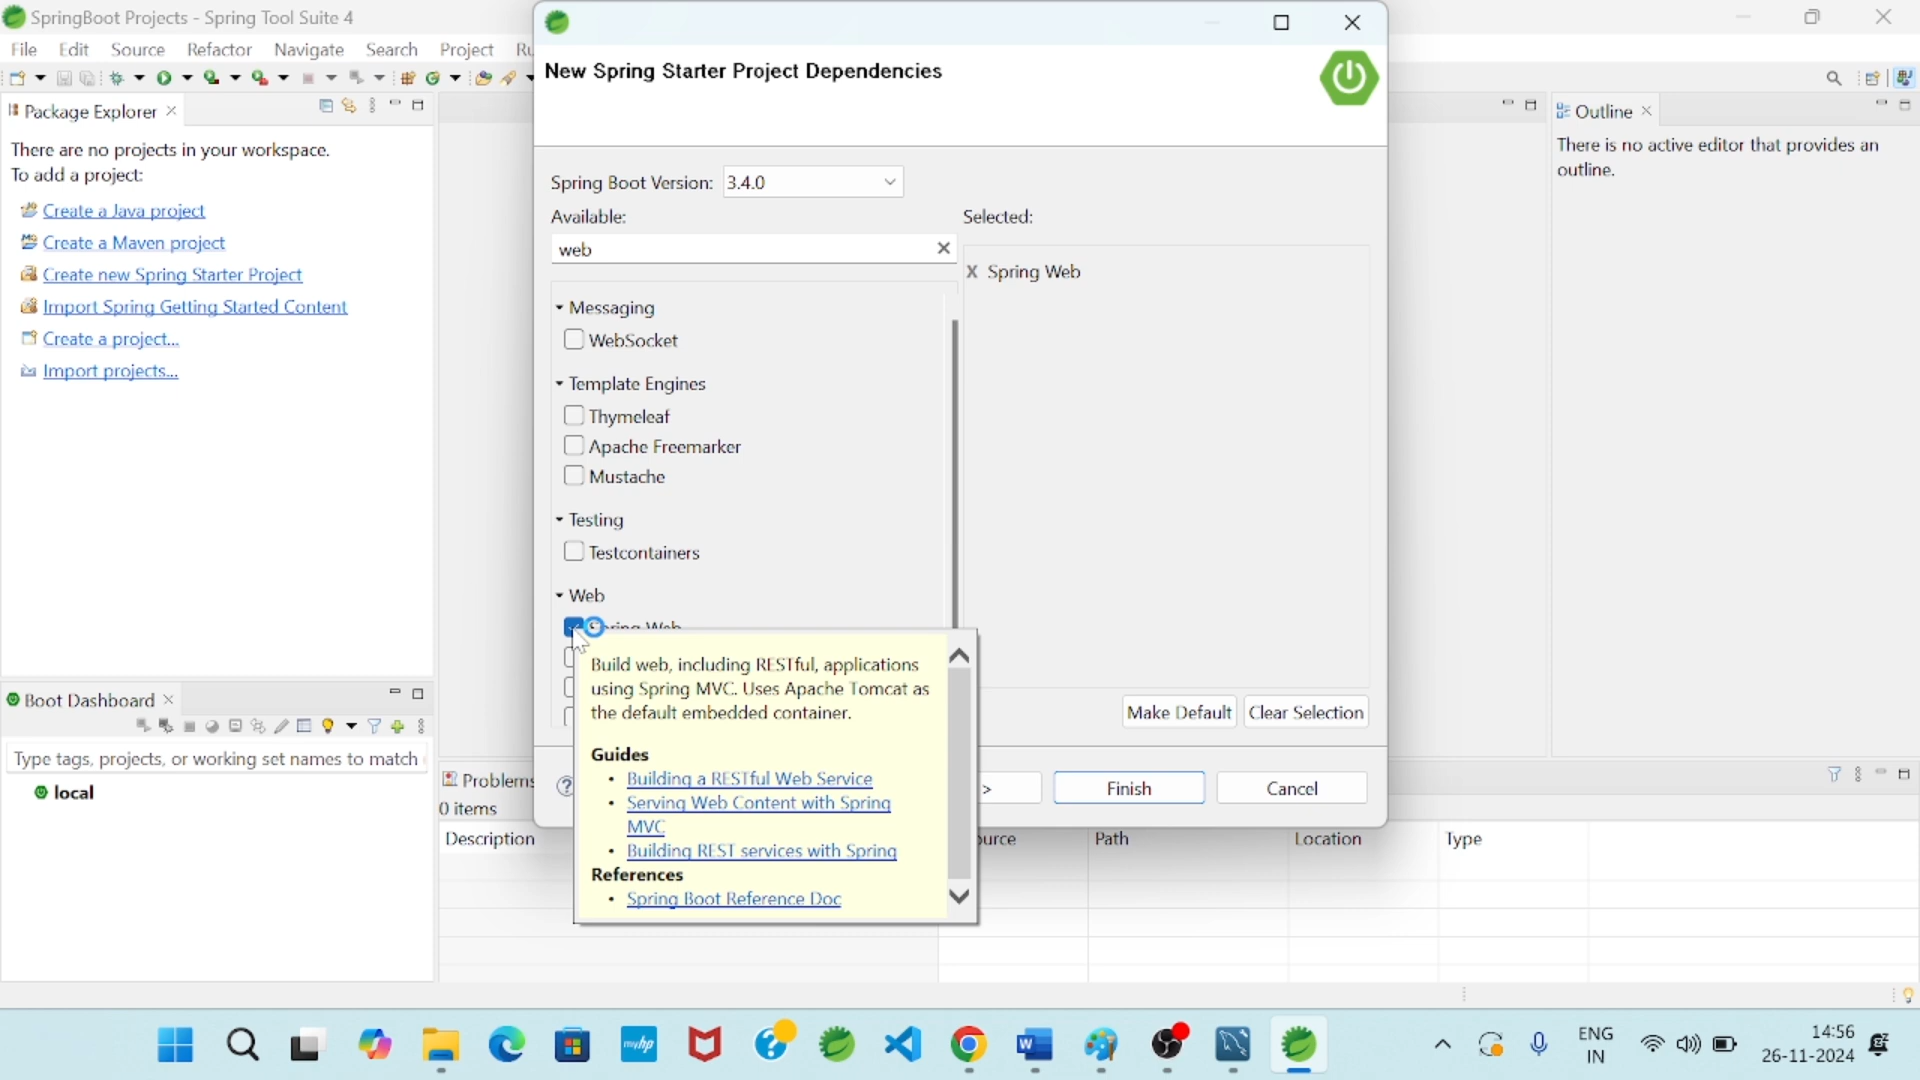 SpringBoot Projects - Spring Tool Suite 4
File Edit Source Refactor Navigate Search Project
Package Explorer
There are no projects in your workspace.
To add a project:
Create a Java project
Create a Maven project
Create new Spring Starter Project
Import Spring Getting Started Content
Create a project...
Import projects...
Boot Dashboard
Type tags, projects, or working set names to match
local
New Spring Starter Project Dependencies
Spring Boot Version: 3.4.0
Available:
web
Messaging
WebSocket
Template Engines
Thymeleaf
Apache Freemarker
Mustache
Testing
Testcontainers
Web
Spring Web
Build web, including RESTful, applications
using Spring MVC. Uses Apache Tomcat as
the default embedded container.
Guides
• Building a RESTful Web Service
• Serving Web Content with Spring
MVC
• Building REST services with Spring
References
• Spring Boot Reference Doc
Selected:
X Spring Web
Make Default Clear Selection
> Finish Cancel
Outline
There is no active editor that provides an
outline.
Problems
0 items
Description Path Location Type
myhp
ENG
IN
14:56
26-11-2024